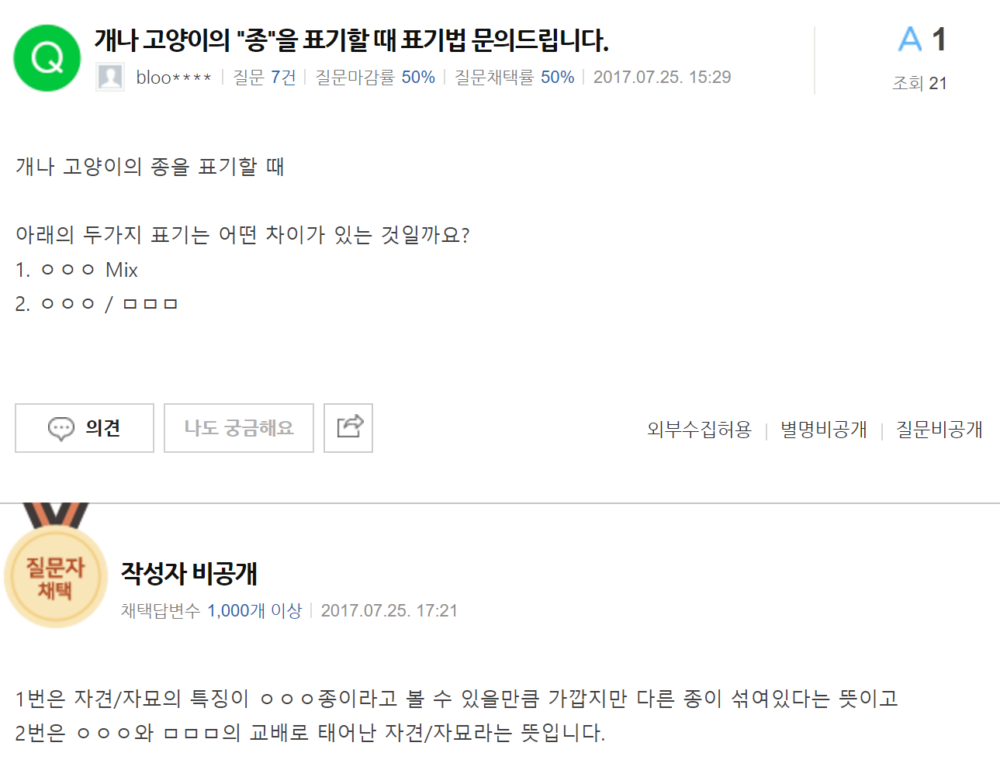 Q
개나 고양이의 "종"을 표기할 때 표기법 문의드립니다.
bloo**** 질문 7건 질문마감률 50% 질문채택률 50% 2017.07.25. 15:29
A 1
조회 21
개나 고양이의 종을 표기할 때
아래의 두가지 표기는 어떤 차이가 있는 것일까요?
1. ㅇㅇㅇ Mix
2. ㅇㅇㅇ / ㅁㅁㅁ
의견 나도 궁금해요
외부수집허용 별명비공개 질문비공개
질문자
채택
작성자 비공개
채택답변수 1,000개 이상 2017.07.25. 17:21
1번은 자견/자묘의 특징이 ㅇㅇㅇ종이라고 볼 수 있을만큼 가깝지만 다른 종이 섞여있다는 뜻이고
2번은 ㅇㅇㅇ와 ㅁㅁㅁ의 교배로 태어난 자견/자묘라는 뜻입니다.